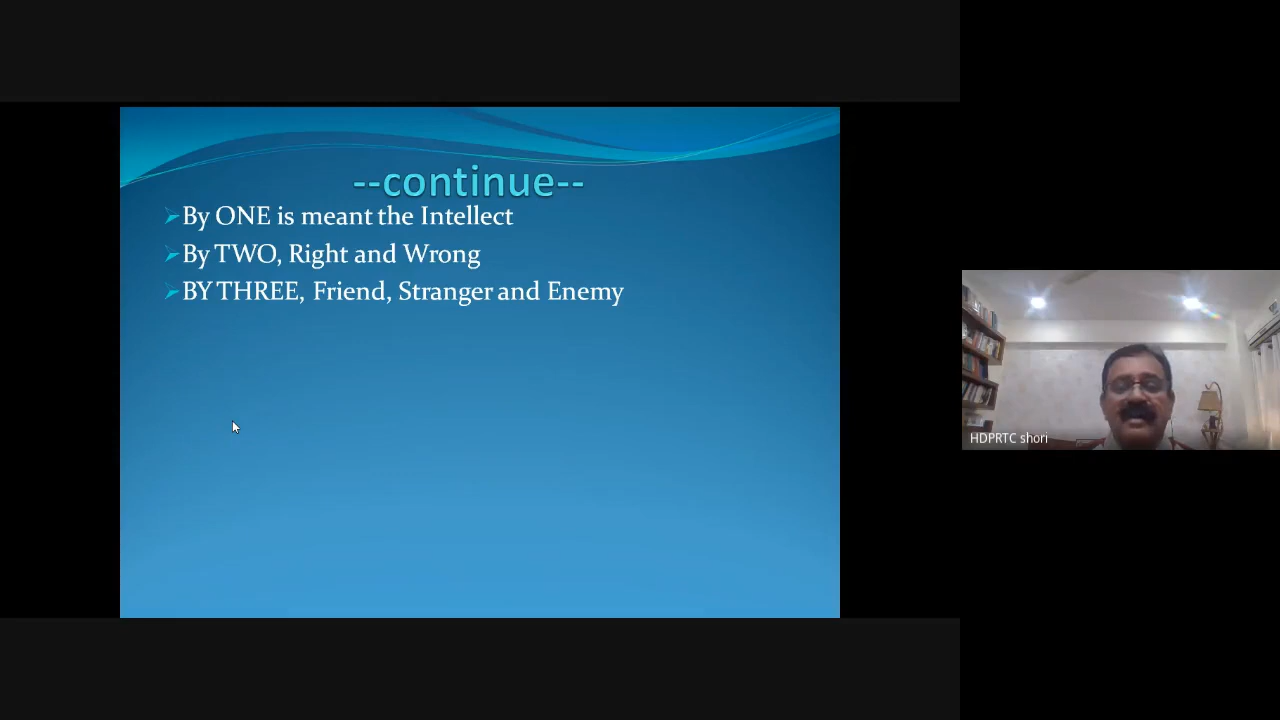 --continue--
By ONE is meant the Intellect
By TWO, Right and Wrong
BY THREE, Friend, Stranger and Enemy
HDPRTC shori